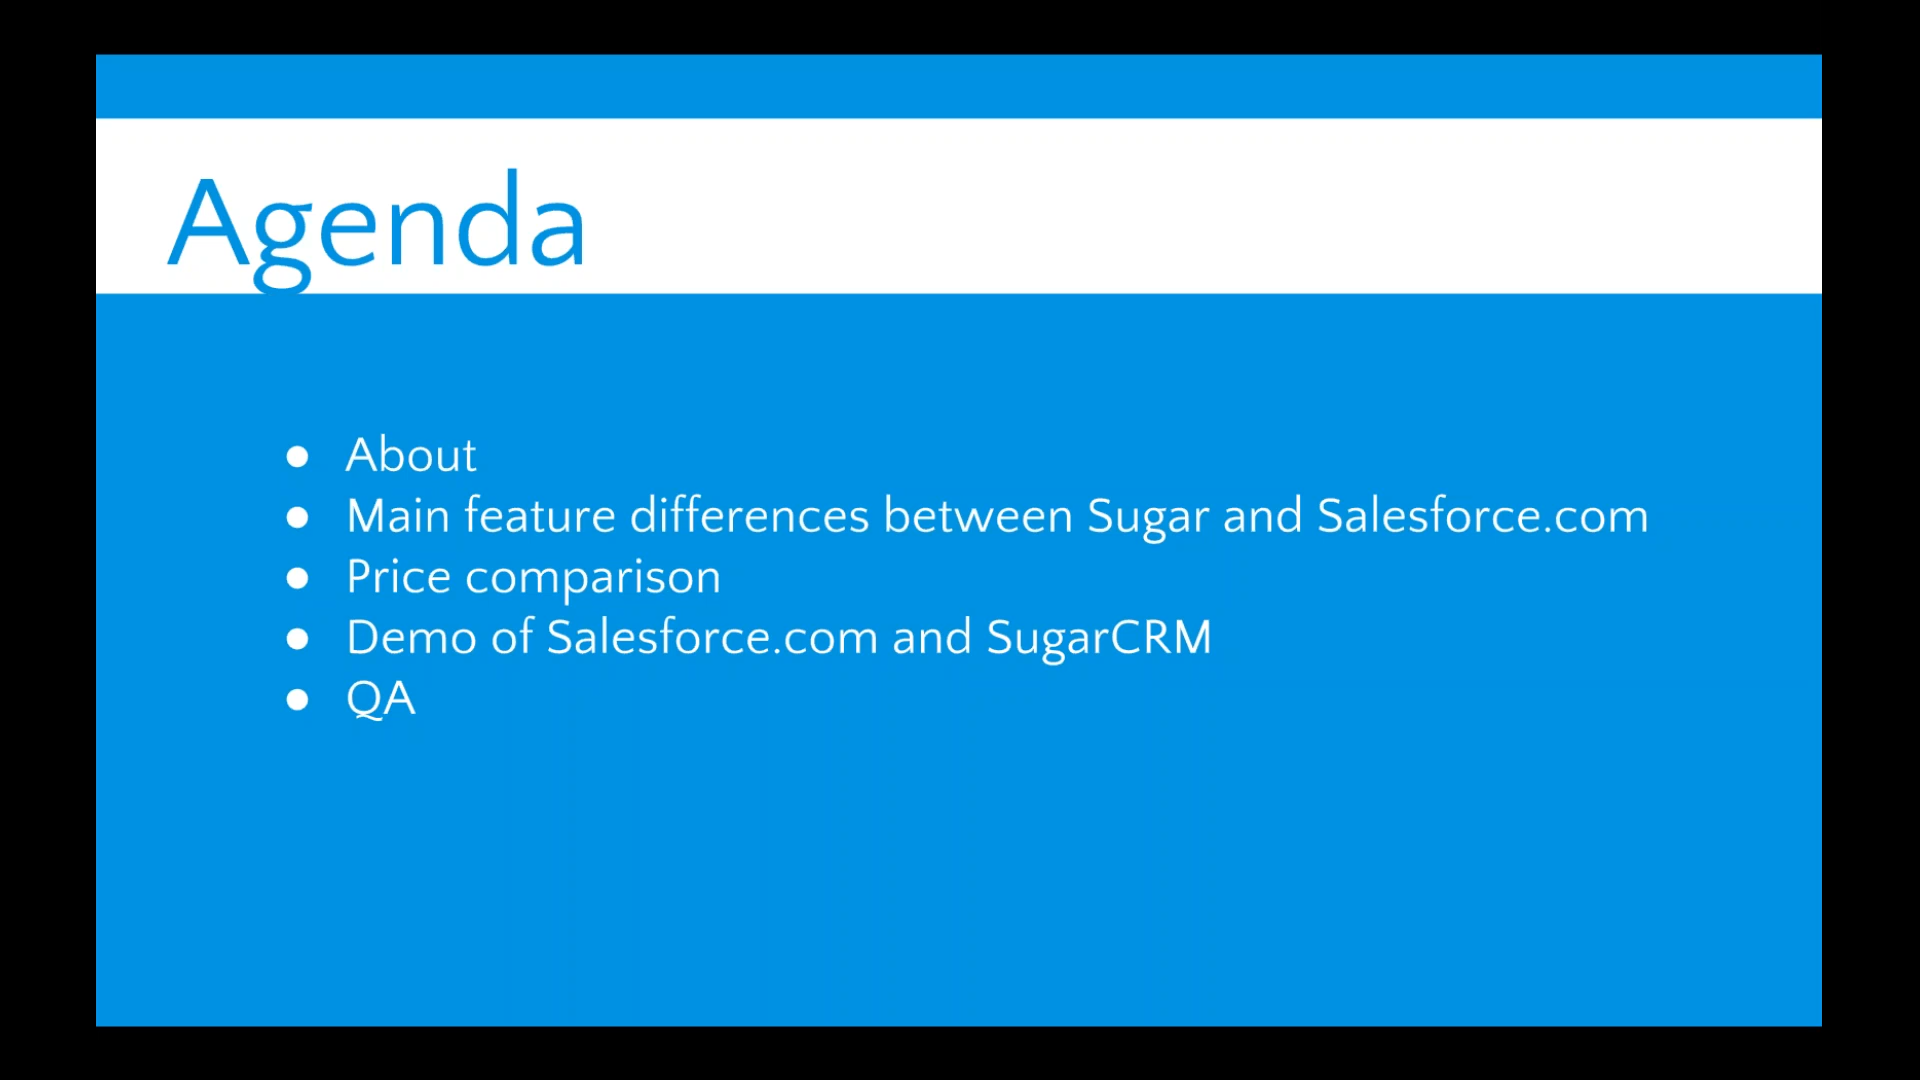 Agenda
● About
● Main feature differences between Sugar and Salesforce.com
● Price comparison
● Demo of Salesforce.com and SugarCRM
● QA